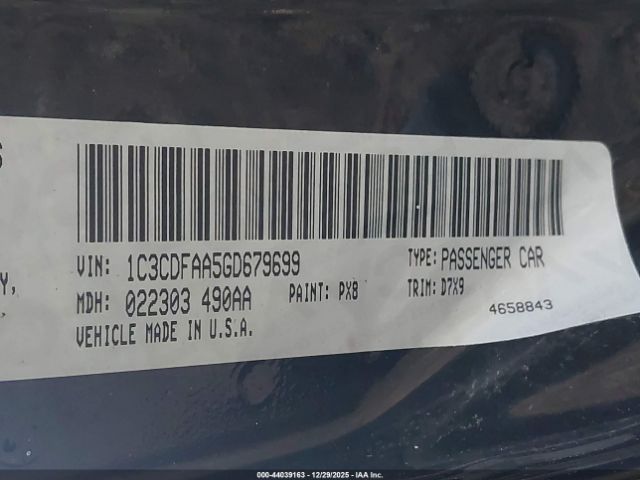 S
VIN: 1C3CDFAA5GD679699 TYPE: PASSENGER CAR
Y, MDH: 022303 490AA PAINT: PX8 TRIM: D7X9
VEHICLE MADE IN U.S.A. 4658843
000-44039163 — 12/29/2025 — IAA Inc.